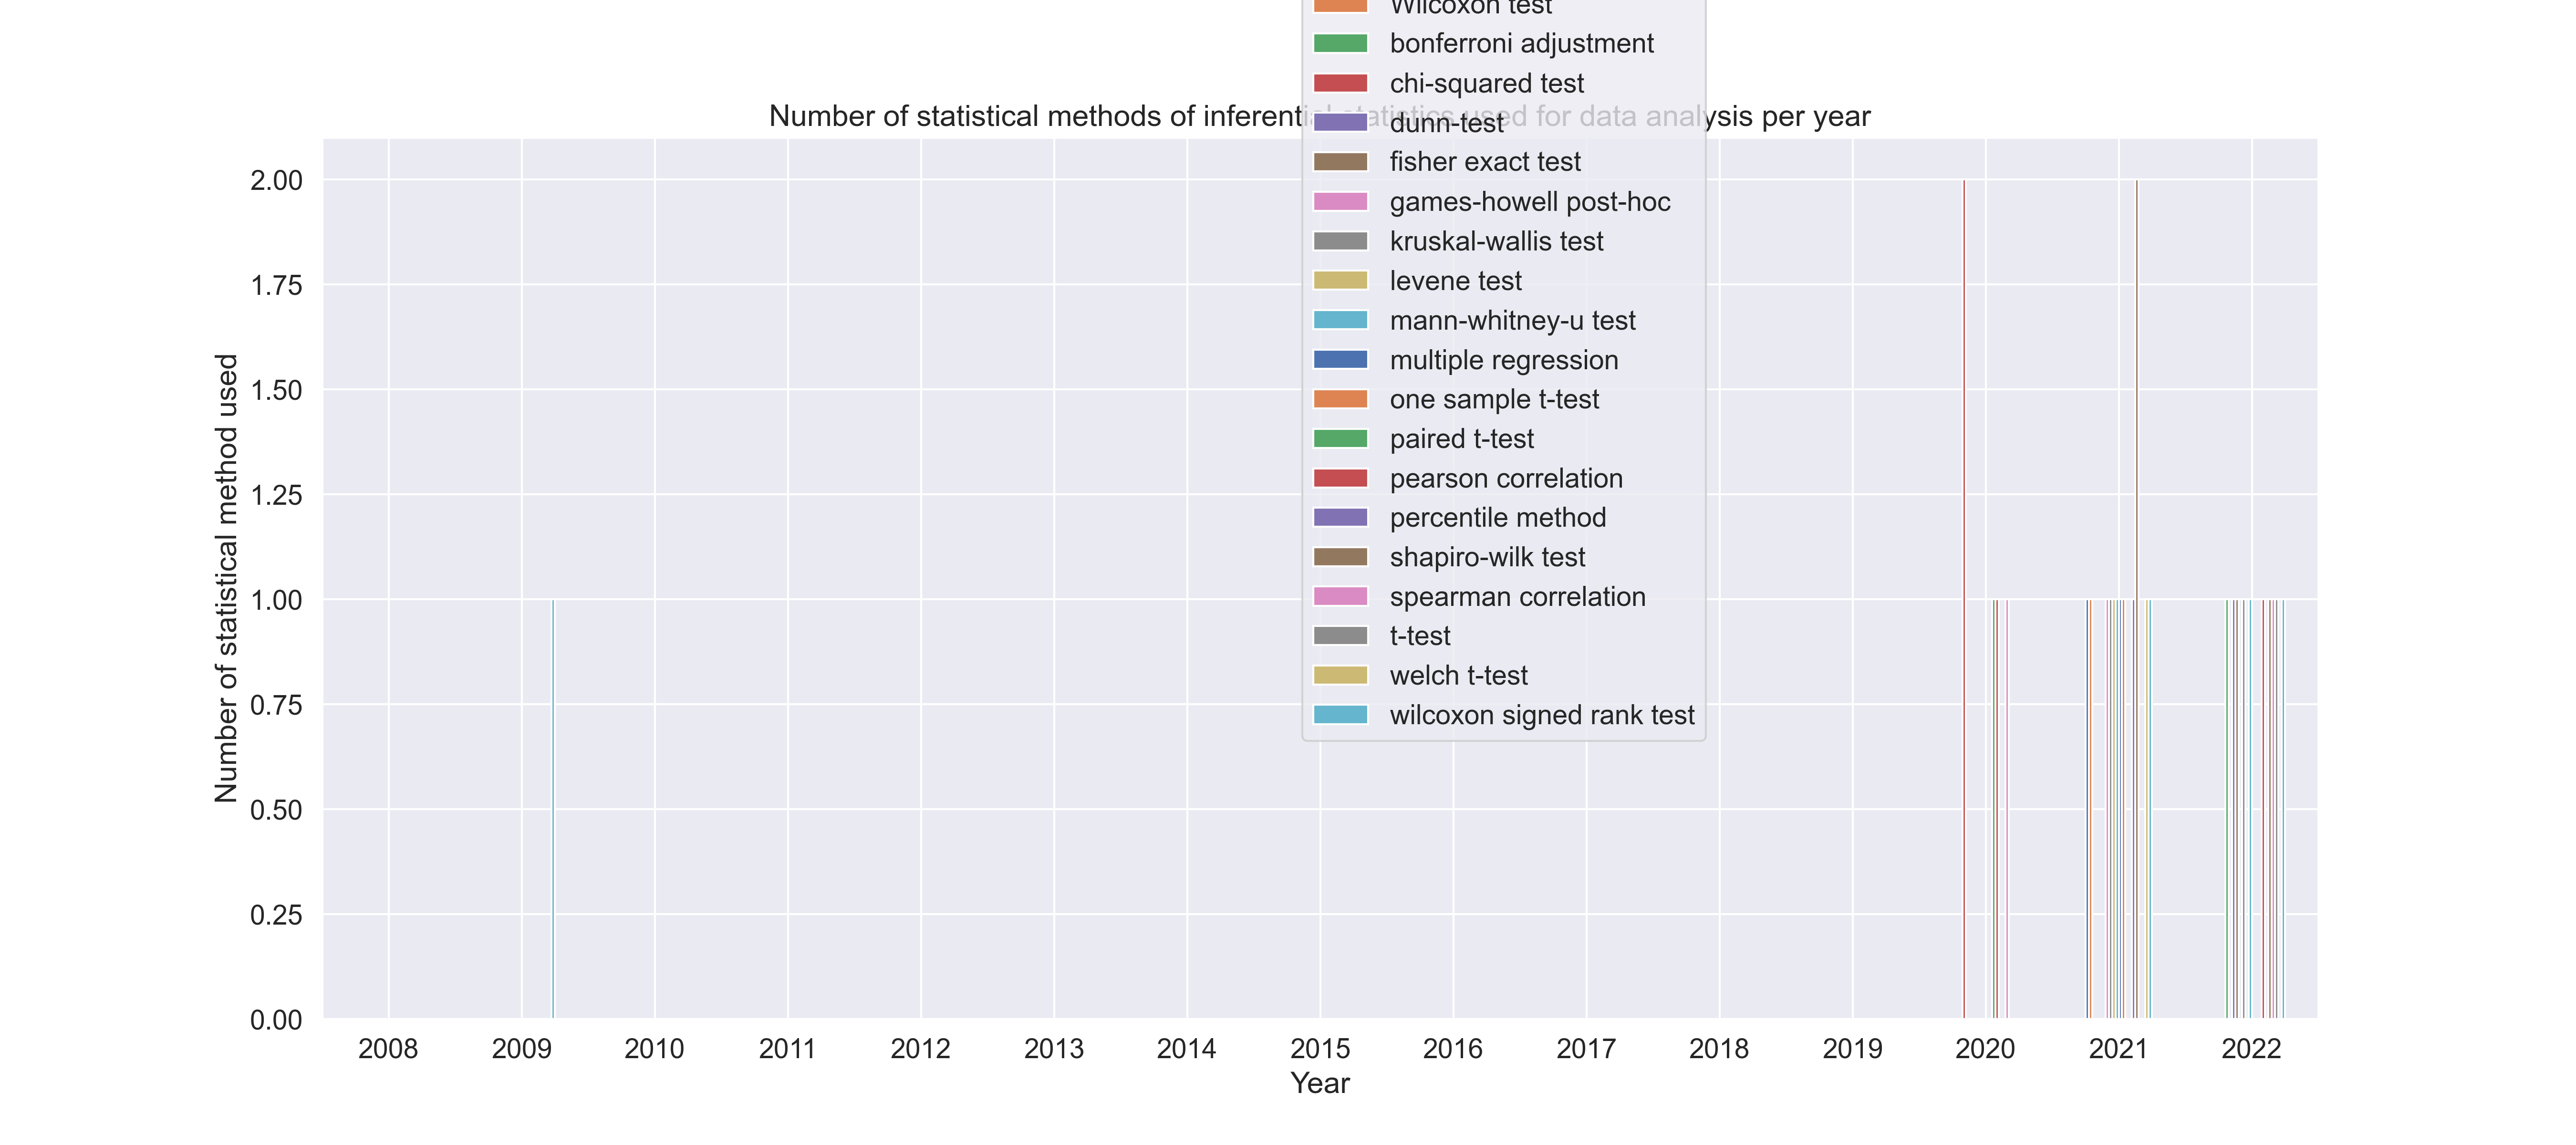 Wilcoxon test
bonferroni adjustment
chi-squared test
Number of statistical methods of inferential statistics used for data analysis per year
dunn-test
fisher exact test
games-howell post-hoc
kruskal-wallis test
levene test
mann-whitney-u test
multiple regression
one sample t-test
paired t-test
pearson correlation
percentile method
shapiro-wilk test
spearman correlation
t-test
welch t-test
wilcoxon signed rank test
2.00
1.75
1.50
1.25
1.00
0.75
0.50
0.25
0.00
Number of statistical method used
2008 2009 2010 2011 2012 2013 2014 2015 2016 2017 2018 2019 2020 2021 2022
Year